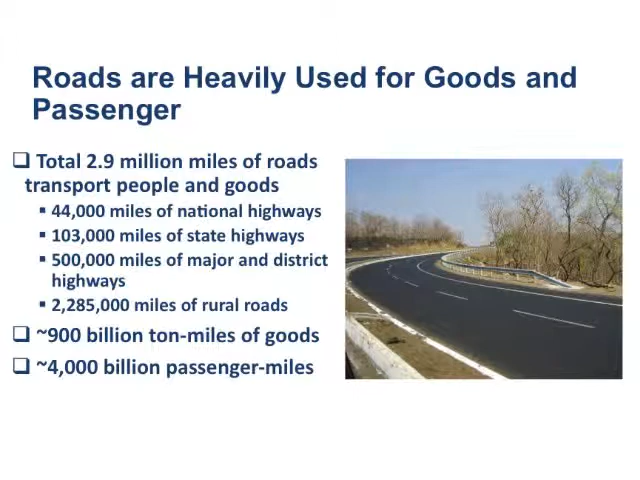 Roads are Heavily Used for Goods and
Passenger
❑ Total 2.9 million miles of roads
transport people and goods
▪ 44,000 miles of national highways
▪ 103,000 miles of state highways
▪ 500,000 miles of major and district
highways
▪ 2,285,000 miles of rural roads
❑ ~900 billion ton-miles of goods
❑ ~4,000 billion passenger-miles